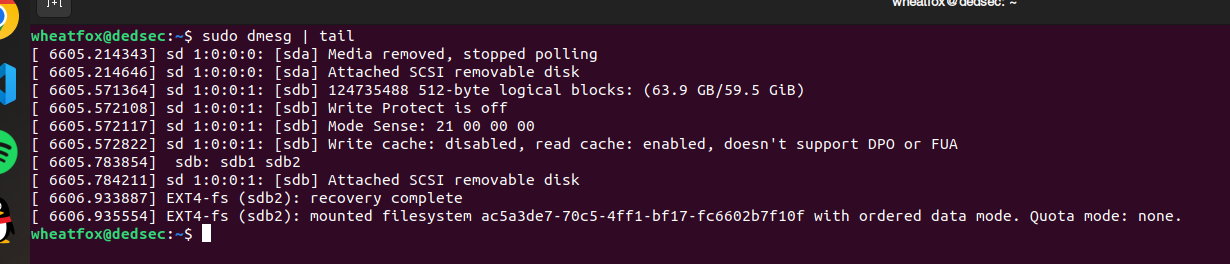 wheatfox@dedsec: ~
wheatfox@dedsec:~$ sudo dmesg | tail
[ 6605.214343] sd 1:0:0:0: [sda] Media removed, stopped polling
[ 6605.214646] sd 1:0:0:0: [sda] Attached SCSI removable disk
[ 6605.571364] sd 1:0:0:1: [sdb] 124735488 512-byte logical blocks: (63.9 GB/59.5 GiB)
[ 6605.572108] sd 1:0:0:1: [sdb] Write Protect is off
[ 6605.572117] sd 1:0:0:1: [sdb] Mode Sense: 21 00 00 00
[ 6605.572822] sd 1:0:0:1: [sdb] Write cache: disabled, read cache: enabled, doesn't support DPO or FUA
[ 6605.783854]  sdb: sdb1 sdb2
[ 6605.784211] sd 1:0:0:1: [sdb] Attached SCSI removable disk
[ 6606.933887] EXT4-fs (sdb2): recovery complete
[ 6606.935554] EXT4-fs (sdb2): mounted filesystem ac5a3de7-70c5-4ff1-bf17-fc6602b7f10f with ordered data mode. Quota mode: none.
wheatfox@dedsec:~$